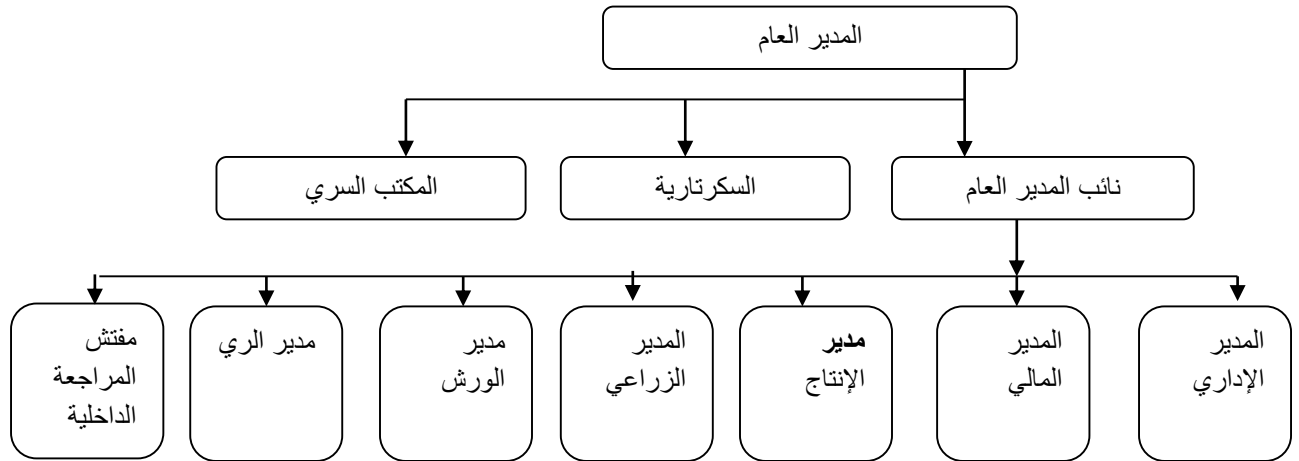 المدير العام
نائب المدير العام
السكرتارية
المكتب السري
المدير
الإداري
المدير
المالي
مدير
الإنتاج
المدير
الزراعي
مدير
الورش
مدير الري
مفتش
المراجعة
الداخلية